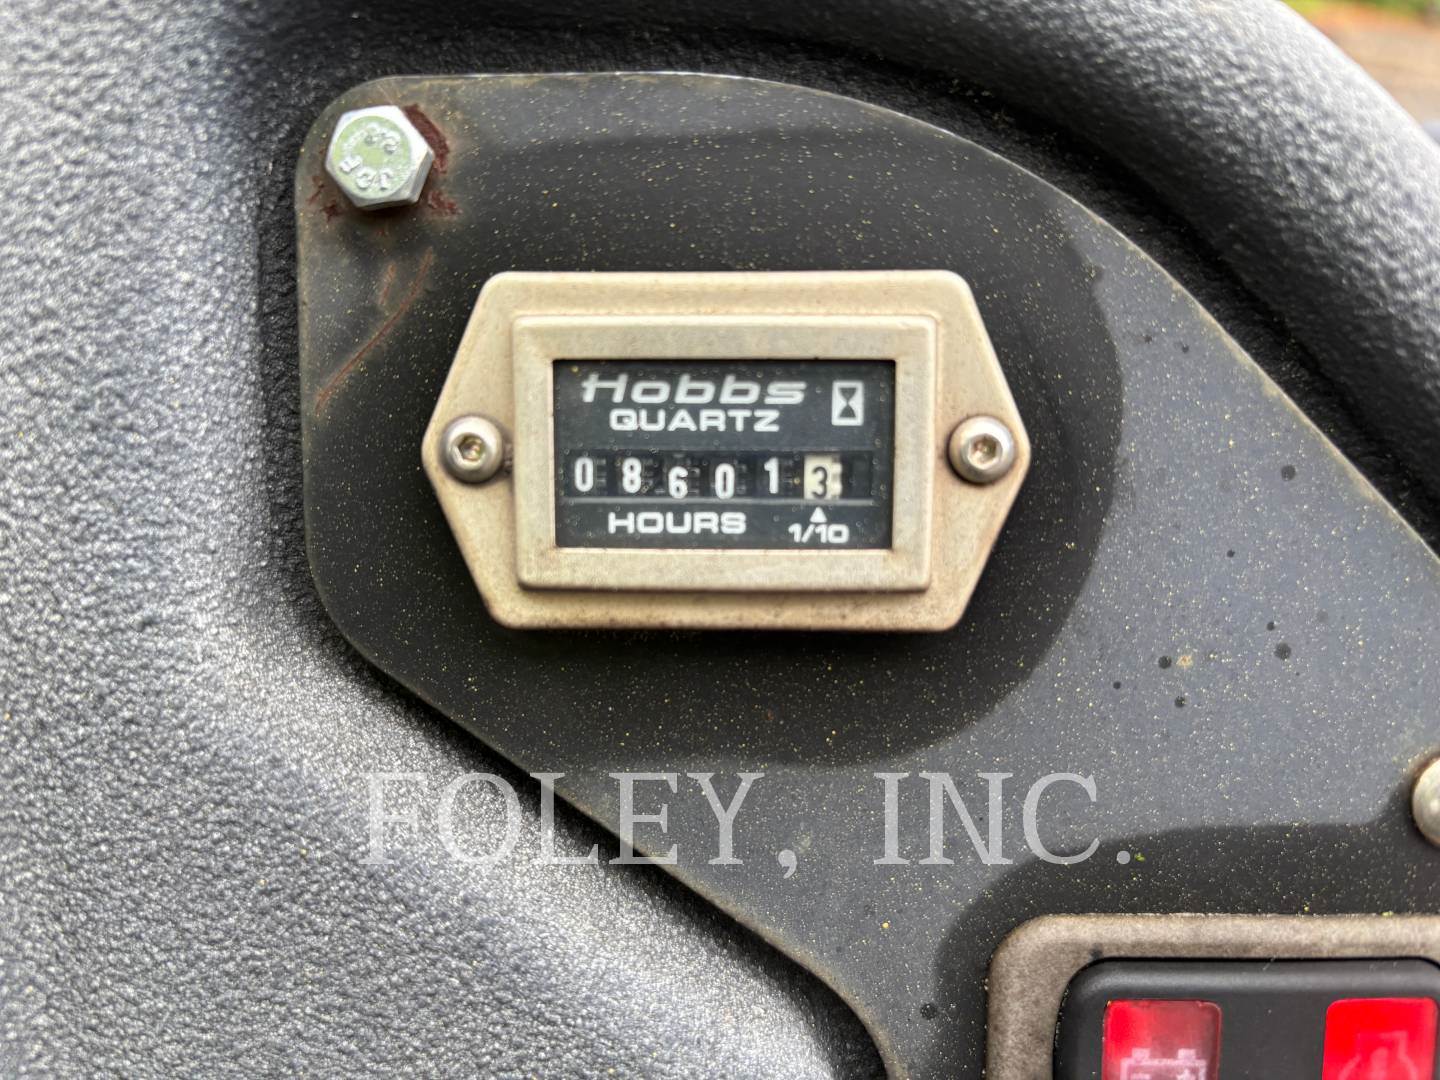 Hobbs
QUARTZ
086013
HOURS 1/10
FOLEY, INC.